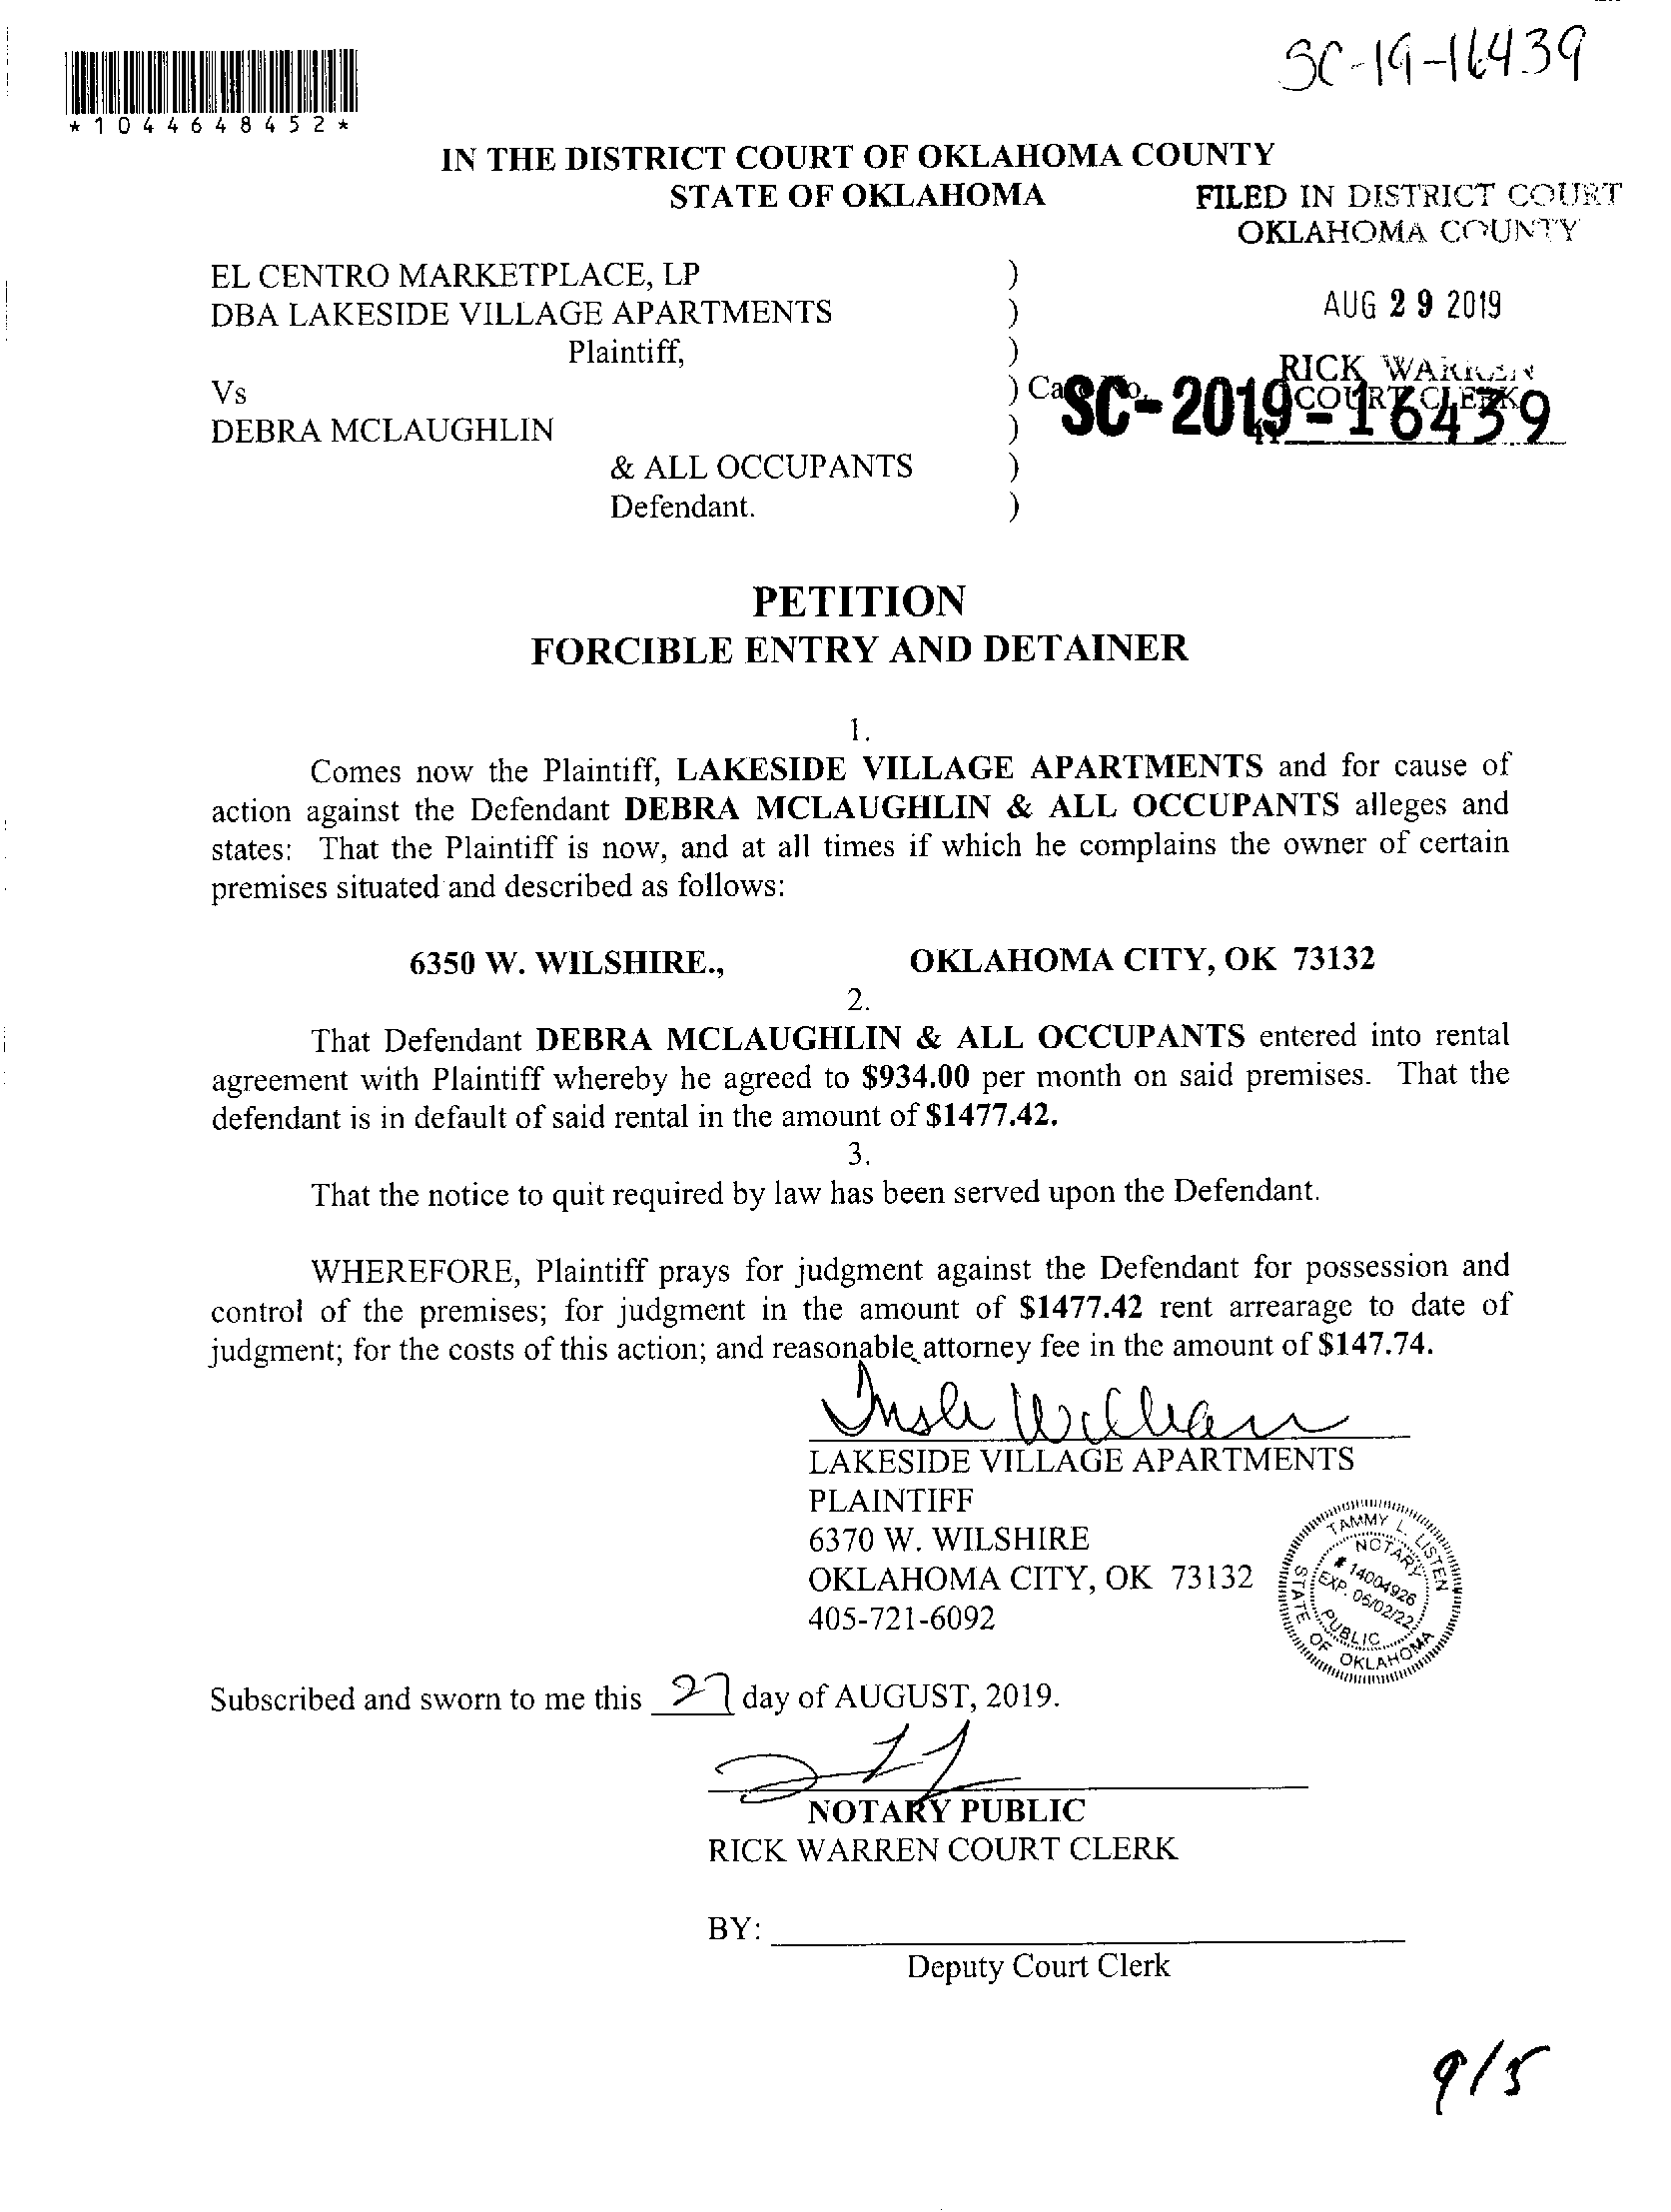 SC-19-16439
*1044648452*
IN THE DISTRICT COURT OF OKLAHOMA COUNTY
STATE OF OKLAHOMA
FILED IN DISTRICT COURT
OKLAHOMA COUNTY
EL CENTRO MARKETPLACE, LP )
DBA LAKESIDE VILLAGE APARTMENTS )
AUG 29 2019
Plaintiff, )
RICK WARREN
COURT CLERK
Vs ) Case No.
SC-2019-16439
DEBRA MCLAUGHLIN )
& ALL OCCUPANTS )
Defendant. )
PETITION
FORCIBLE ENTRY AND DETAINER
1.
Comes now the Plaintiff, LAKESIDE VILLAGE APARTMENTS and for cause of
action against the Defendant DEBRA MCLAUGHLIN & ALL OCCUPANTS alleges and
states: That the Plaintiff is now, and at all times if which he complains the owner of certain
premises situated and described as follows:
6350 W. WILSHIRE., OKLAHOMA CITY, OK 73132
2.
That Defendant DEBRA MCLAUGHLIN & ALL OCCUPANTS entered into rental
agreement with Plaintiff whereby he agreed to $934.00 per month on said premises. That the
defendant is in default of said rental in the amount of $1477.42.
3.
That the notice to quit required by law has been served upon the Defendant.
WHEREFORE, Plaintiff prays for judgment against the Defendant for possession and
control of the premises; for judgment in the amount of $1477.42 rent arrearage to date of
judgment; for the costs of this action; and reasonable attorney fee in the amount of $147.74.
LAKESIDE VILLAGE APARTMENTS
PLAINTIFF
6370 W. WILSHIRE
OKLAHOMA CITY, OK 73132
405-721-6092
TAMMY L. LISTEN
NOTARY
# 14004926
EXP. 06/02/22
PUBLIC
STATE OF OKLAHOMA
Subscribed and sworn to me this 27 day of AUGUST, 2019.
NOTARY PUBLIC
RICK WARREN COURT CLERK
BY:
Deputy Court Clerk
9/5